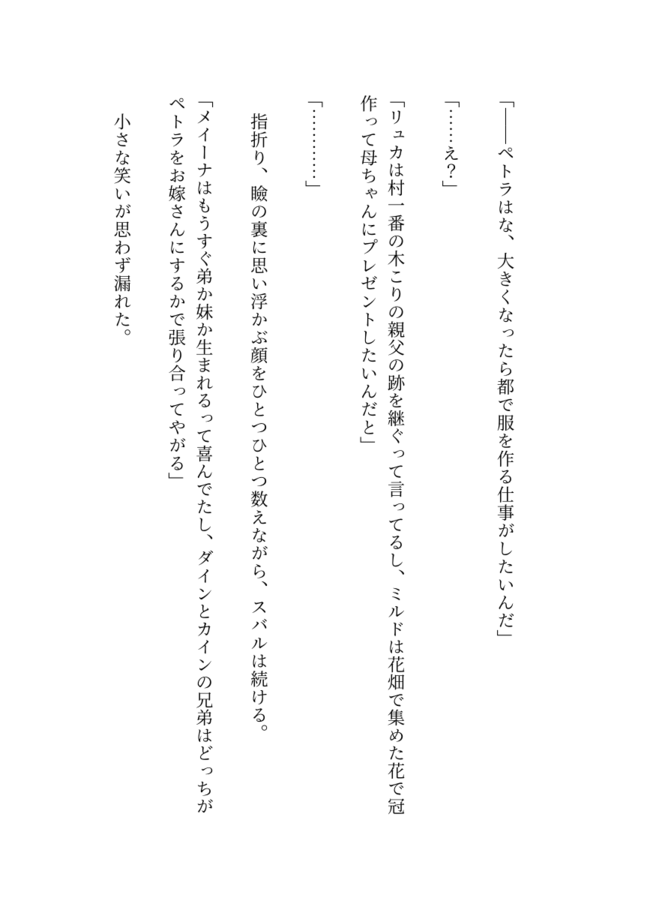 「――ペトラはな、大きくなったら都で服を作る仕事がしたいんだ」
「……え？」
「リュカは村一番の木こりの親父の跡を継ぐって言ってるし、ミルドは花畑で集めた花で冠
作って母ちゃんにプレゼントしたいんだと」
「…………」
　指折り、瞼の裏に思い浮かぶ顔をひとつひとつ数えながら、スバルは続ける。
「メイーナはもうすぐ弟か妹か生まれるって喜んでたし、ダインとカインの兄弟はどっちが
ペトラをお嫁さんにするかで張り合ってやがる」
　小さな笑いが思わず漏れた。